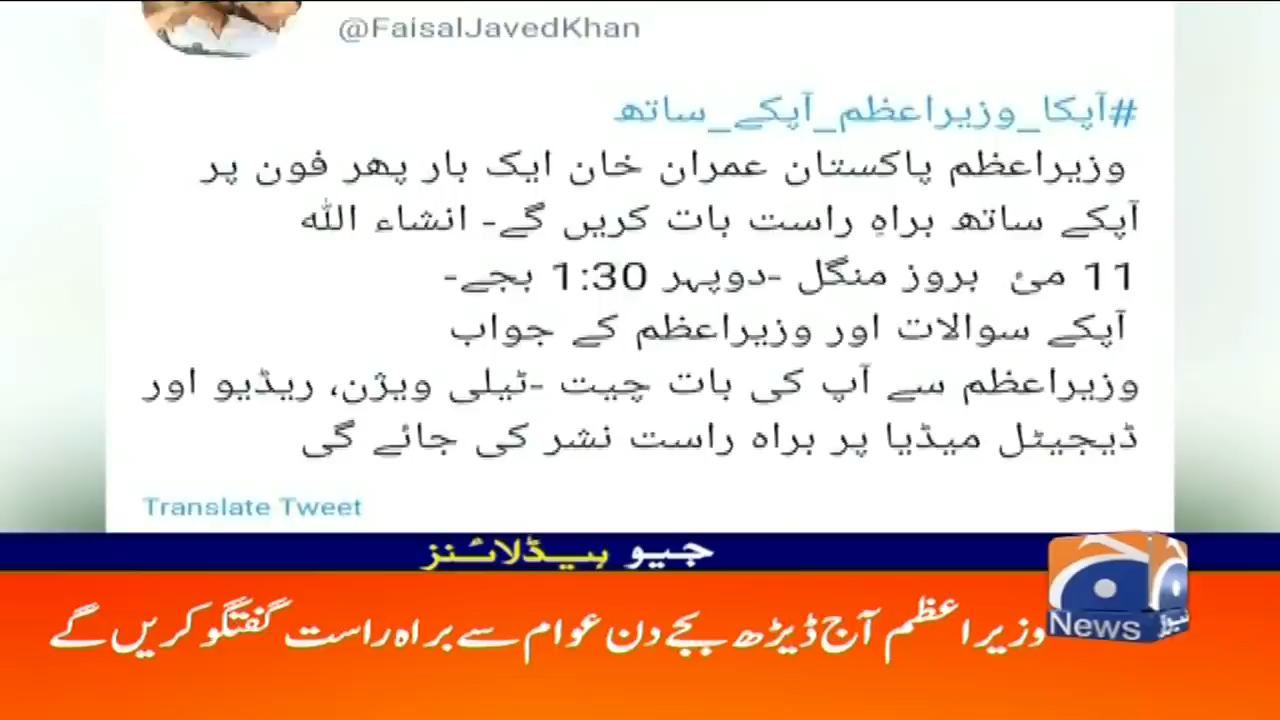 @FaisalJavedKhan
#آپکا_وزیراعظم_آپکے_ساتھ
وزیراعظم پاکستان عمران خان ایک بار پھر فون پر
آپکے ساتھ براہِ راست بات کریں گے- انشاء اللہ
11 مئ بروز منگل -دوپہر 1:30 بجے-
آپکے سوالات اور وزیراعظم کے جواب
وزیراعظم سے آپ کی بات چیت -ٹیلی ویژن، ریڈیو اور
ڈیجیٹل میڈیا پر براہ راست نشر کی جائے گی
Translate Tweet
جیو ہیڈلائنز
وزیر اعظم آج ڈیڑھ بجے دن عوام سے براہ راست گفتگو کریں گے
News نیوز